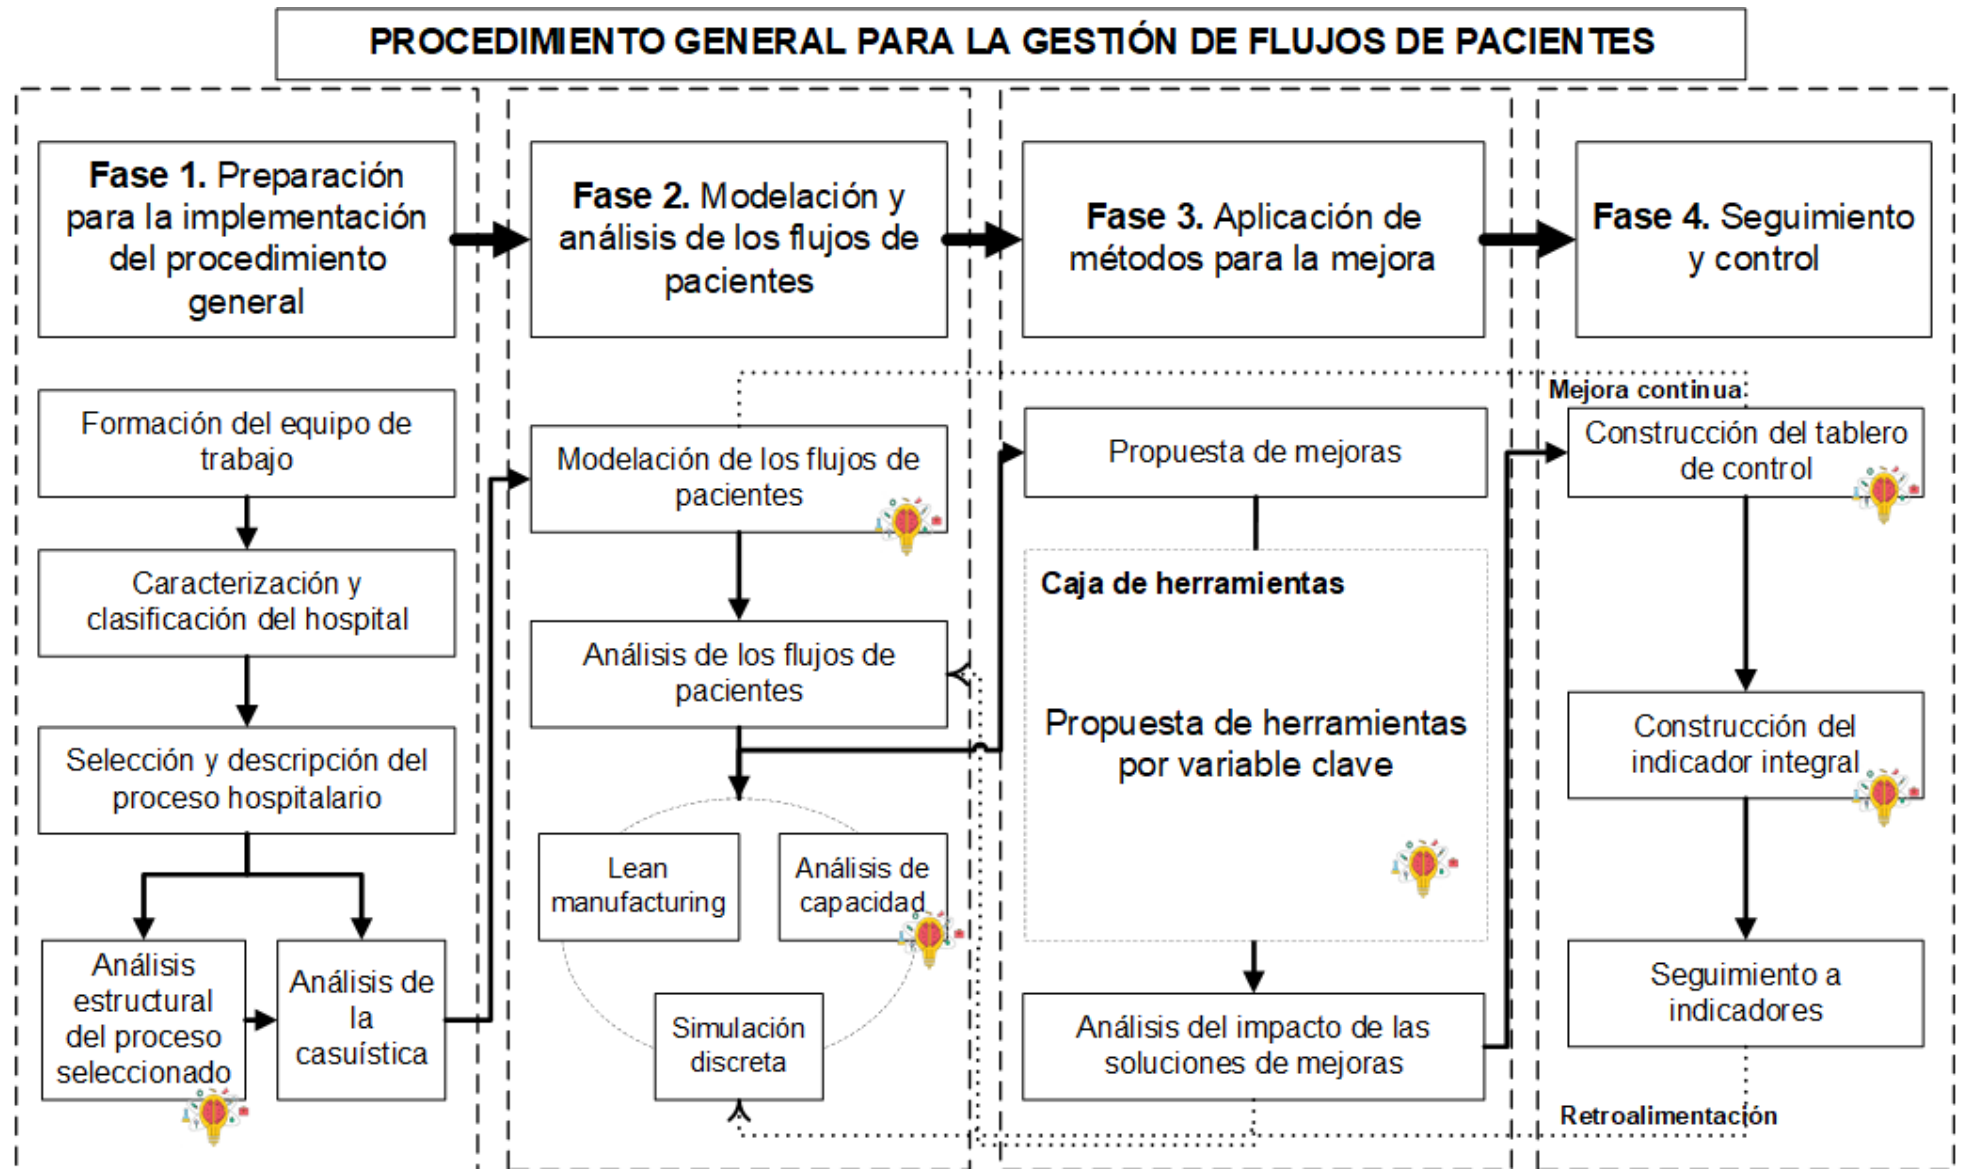 PROCEDIMIENTO GENERAL PARA LA GESTIÓN DE FLUJOS DE PACIENTES
Fase 1. Preparación
para la implementación
del procedimiento
general
Fase 2. Modelación y
análisis de los flujos de
pacientes
Fase 3. Aplicación de
métodos para la mejora
Fase 4. Seguimiento
y control
Formación del equipo de
trabajo
Caracterización y
clasificación del hospital
Selección y descripción del
proceso hospitalario
Análisis
estructural
del proceso
seleccionado
Análisis de
la
casuística
Modelación de los flujos de
pacientes
Análisis de los flujos de
pacientes
Lean
manufacturing
Análisis de
capacidad
Simulación
discreta
Propuesta de mejoras
Caja de herramientas
Propuesta de herramientas
por variable clave
Análisis del impacto de las
soluciones de mejoras
Mejora continua
Construcción del tablero
de control
Construcción del
indicador integral
Seguimiento a
indicadores
Retroalimentación